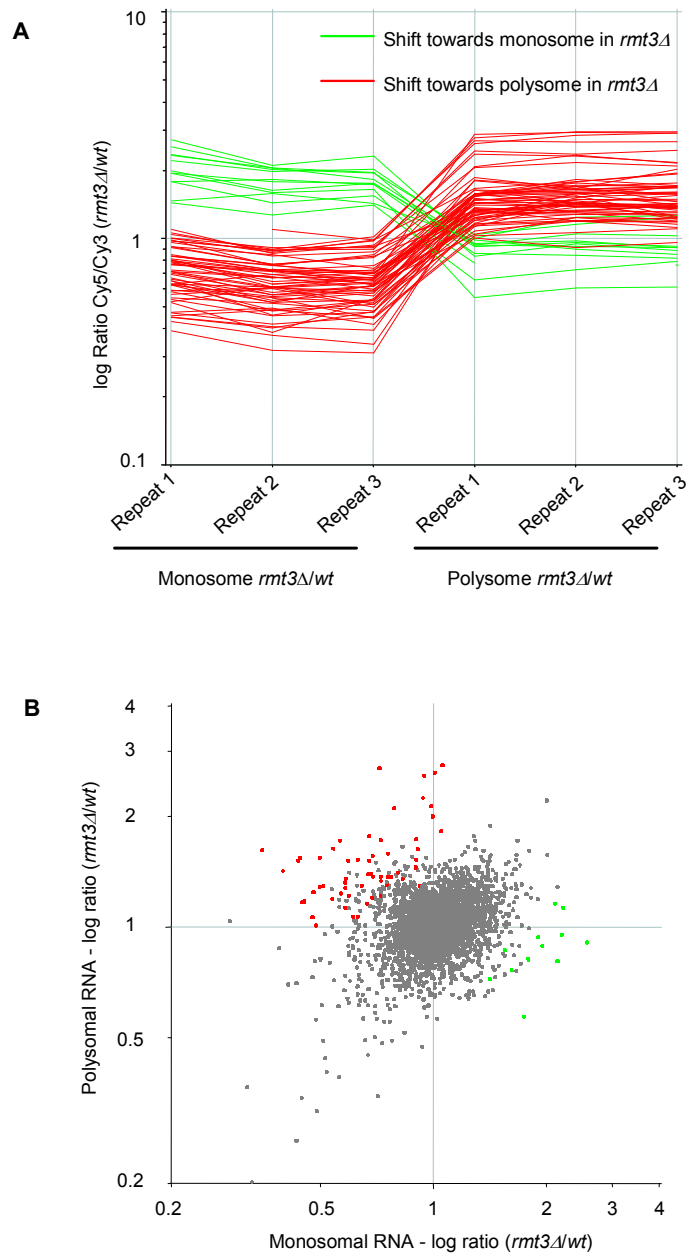 A
10
Shift towards monosome in rmt3Δ
Shift towards polysome in rmt3Δ
1
0.1
log Ratio Cy5/Cy3 (rmt3Δ/wt)
Repeat 1
Repeat 2
Repeat 3
Repeat 1
Repeat 2
Repeat 3
Monosome rmt3Δ/wt
Polysome rmt3Δ/wt
B
4
3
2
1
0.5
0.2
Polysomal RNA - log ratio (rmt3Δ/wt)
0.2
0.5
1
2
3
4
Monosomal RNA - log ratio (rmt3Δ/wt)